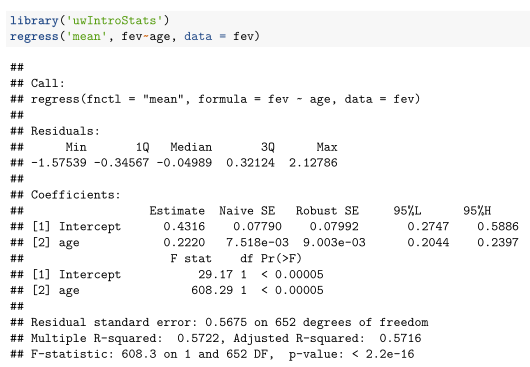 library('uwIntroStats')
regress('mean', fev~age, data = fev)
##
## Call:
## regress(fnctl = "mean", formula = fev ~ age, data = fev)
##
## Residuals:
##      Min       1Q   Median       3Q      Max
## -1.57539 -0.34567 -0.04989  0.32124  2.12786
##
## Coefficients:
##                  Estimate  Naive SE  Robust SE    95%L      95%H
## [1] Intercept      0.4316    0.07790    0.07992    0.2747    0.5886
## [2] age            0.2220   7.518e-03  9.003e-03   0.2044    0.2397
##                     F stat    df Pr(>F)
## [1] Intercept         29.17 1  < 0.00005
## [2] age              608.29 1  < 0.00005
##
## Residual standard error: 0.5675 on 652 degrees of freedom
## Multiple R-squared:  0.5722, Adjusted R-squared:  0.5716
## F-statistic: 608.3 on 1 and 652 DF,  p-value: < 2.2e-16